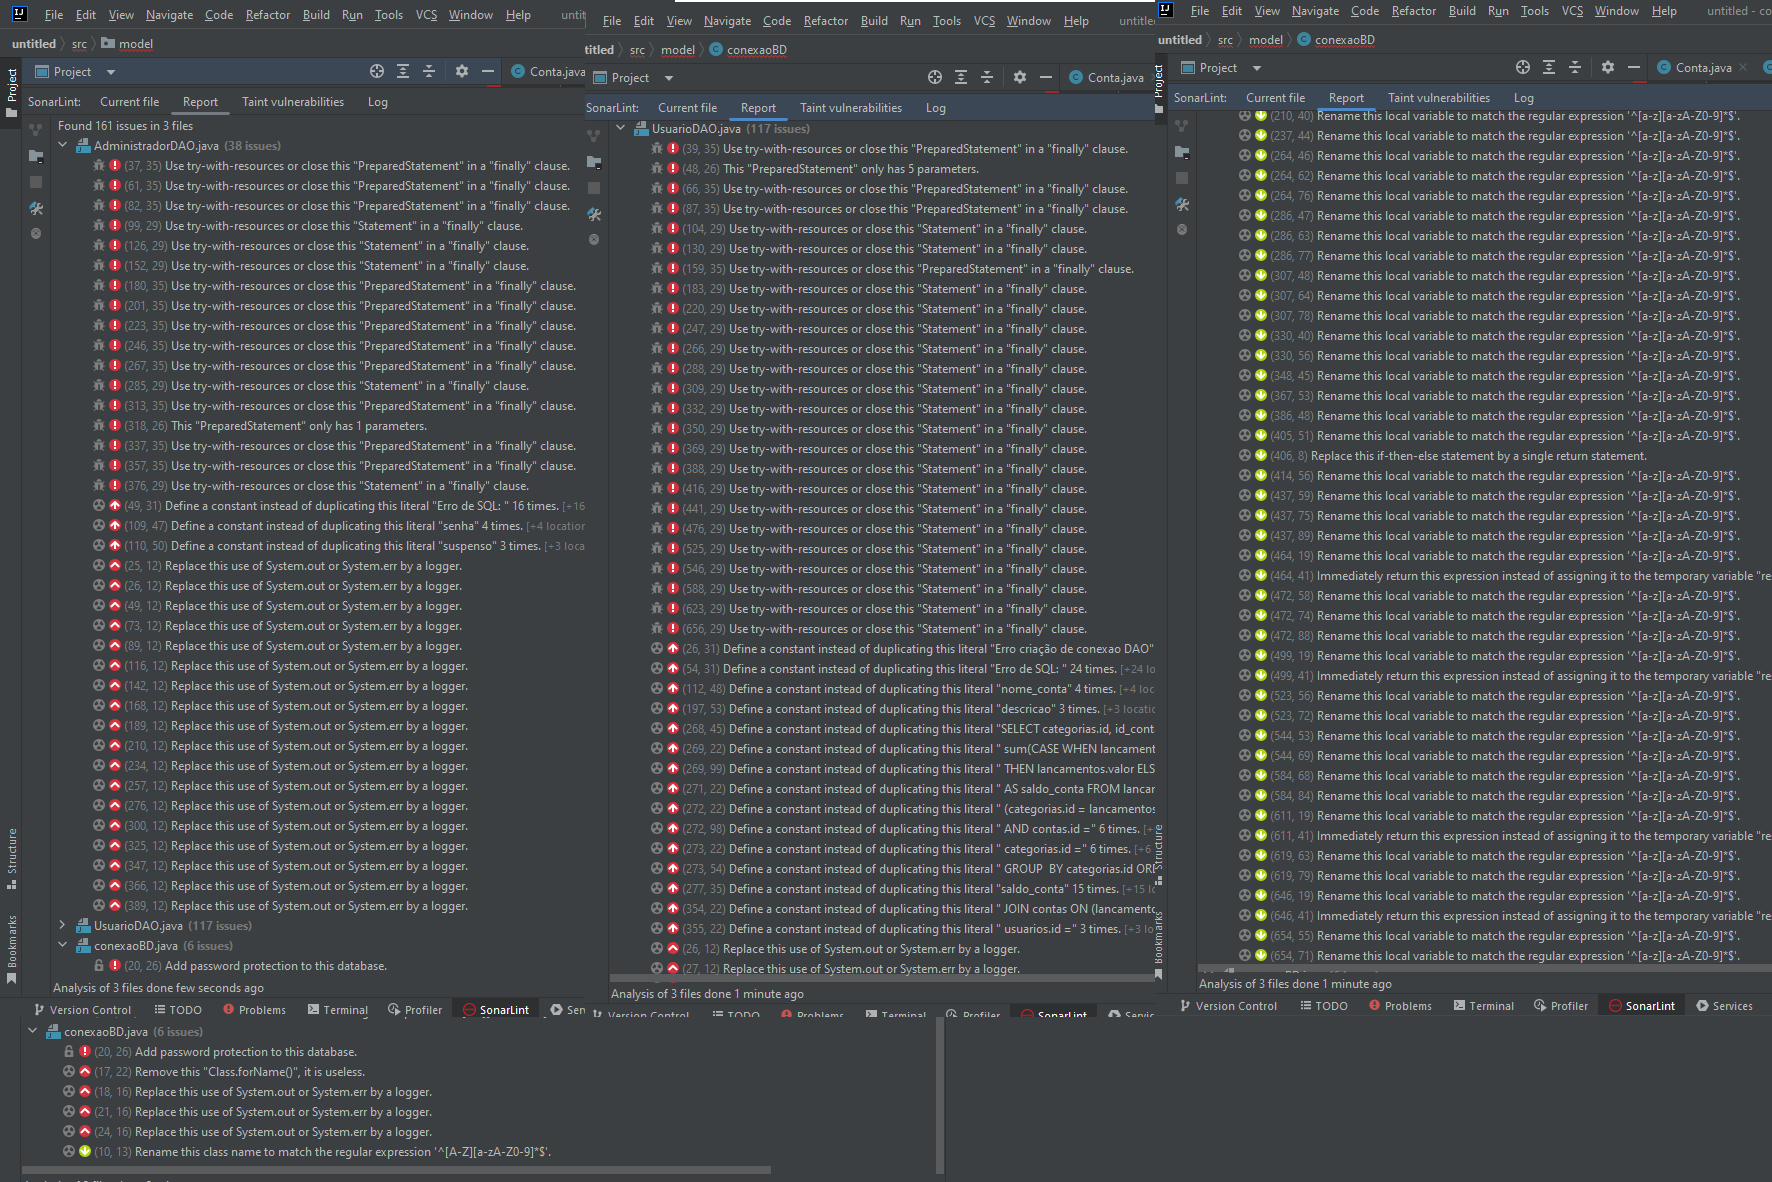 File Edit View Navigate Code Refactor Build Run Tools VCS Window Help untit
untitled src model
Project Conta.java
SonarLint: Current file Report Taint vulnerabilities Log
Found 161 issues in 3 files
AdministradorDAO.java (38 issues)
(37, 35) Use try-with-resources or close this "PreparedStatement" in a "finally" clause.
(61, 35) Use try-with-resources or close this "PreparedStatement" in a "finally" clause.
(82, 35) Use try-with-resources or close this "PreparedStatement" in a "finally" clause.
(99, 29) Use try-with-resources or close this "Statement" in a "finally" clause.
(126, 29) Use try-with-resources or close this "Statement" in a "finally" clause.
(152, 29) Use try-with-resources or close this "Statement" in a "finally" clause.
(180, 35) Use try-with-resources or close this "PreparedStatement" in a "finally" clause.
(201, 35) Use try-with-resources or close this "PreparedStatement" in a "finally" clause.
(223, 35) Use try-with-resources or close this "PreparedStatement" in a "finally" clause.
(246, 35) Use try-with-resources or close this "PreparedStatement" in a "finally" clause.
(267, 35) Use try-with-resources or close this "PreparedStatement" in a "finally" clause.
(285, 29) Use try-with-resources or close this "Statement" in a "finally" clause.
(313, 35) Use try-with-resources or close this "PreparedStatement" in a "finally" clause.
(318, 26) This "PreparedStatement" only has 1 parameters.
(337, 35) Use try-with-resources or close this "PreparedStatement" in a "finally" clause.
(357, 35) Use try-with-resources or close this "PreparedStatement" in a "finally" clause.
(376, 29) Use try-with-resources or close this "Statement" in a "finally" clause.
(49, 31) Define a constant instead of duplicating this literal "Erro de SQL: " 16 times. [+16
(109, 47) Define a constant instead of duplicating this literal "senha" 4 times. [+4 location
(110, 50) Define a constant instead of duplicating this literal "suspenso" 3 times. [+3 loca
(25, 12) Replace this use of System.out or System.err by a logger.
(26, 12) Replace this use of System.out or System.err by a logger.
(49, 12) Replace this use of System.out or System.err by a logger.
(73, 12) Replace this use of System.out or System.err by a logger.
(89, 12) Replace this use of System.out or System.err by a logger.
(116, 12) Replace this use of System.out or System.err by a logger.
(142, 12) Replace this use of System.out or System.err by a logger.
(168, 12) Replace this use of System.out or System.err by a logger.
(189, 12) Replace this use of System.out or System.err by a logger.
(210, 12) Replace this use of System.out or System.err by a logger.
(234, 12) Replace this use of System.out or System.err by a logger.
(257, 12) Replace this use of System.out or System.err by a logger.
(276, 12) Replace this use of System.out or System.err by a logger.
(300, 12) Replace this use of System.out or System.err by a logger.
(325, 12) Replace this use of System.out or System.err by a logger.
(347, 12) Replace this use of System.out or System.err by a logger.
(366, 12) Replace this use of System.out or System.err by a logger.
(389, 12) Replace this use of System.out or System.err by a logger.
UsuarioDAO.java (117 issues)
conexaoBD.java (6 issues)
(20, 26) Add password protection to this database.
Analysis of 3 files done few seconds ago
Version Control TODO Problems Terminal Profiler SonarLint Ser
Project
Structure
Bookmarks
File Edit View Navigate Code Refactor Build Run Tools VCS Window Help untitle
titled src model conexaoBD
Project Conta.java
SonarLint: Current file Report Taint vulnerabilities Log
UsuarioDAO.java (117 issues)
(39, 35) Use try-with-resources or close this "PreparedStatement" in a "finally" clause.
(48, 26) This "PreparedStatement" only has 5 parameters.
(66, 35) Use try-with-resources or close this "PreparedStatement" in a "finally" clause.
(87, 35) Use try-with-resources or close this "PreparedStatement" in a "finally" clause.
(104, 29) Use try-with-resources or close this "Statement" in a "finally" clause.
(130, 29) Use try-with-resources or close this "Statement" in a "finally" clause.
(159, 35) Use try-with-resources or close this "PreparedStatement" in a "finally" clause.
(183, 29) Use try-with-resources or close this "Statement" in a "finally" clause.
(220, 29) Use try-with-resources or close this "Statement" in a "finally" clause.
(247, 29) Use try-with-resources or close this "Statement" in a "finally" clause.
(266, 29) Use try-with-resources or close this "Statement" in a "finally" clause.
(288, 29) Use try-with-resources or close this "Statement" in a "finally" clause.
(309, 29) Use try-with-resources or close this "Statement" in a "finally" clause.
(332, 29) Use try-with-resources or close this "Statement" in a "finally" clause.
(350, 29) Use try-with-resources or close this "Statement" in a "finally" clause.
(369, 29) Use try-with-resources or close this "Statement" in a "finally" clause.
(388, 29) Use try-with-resources or close this "Statement" in a "finally" clause.
(416, 29) Use try-with-resources or close this "Statement" in a "finally" clause.
(441, 29) Use try-with-resources or close this "Statement" in a "finally" clause.
(476, 29) Use try-with-resources or close this "Statement" in a "finally" clause.
(525, 29) Use try-with-resources or close this "Statement" in a "finally" clause.
(546, 29) Use try-with-resources or close this "Statement" in a "finally" clause.
(588, 29) Use try-with-resources or close this "Statement" in a "finally" clause.
(623, 29) Use try-with-resources or close this "Statement" in a "finally" clause.
(656, 29) Use try-with-resources or close this "Statement" in a "finally" clause.
(26, 31) Define a constant instead of duplicating this literal "Erro criação de conexao DAO"
(54, 31) Define a constant instead of duplicating this literal "Erro de SQL: " 24 times. [+24 lo
(112, 48) Define a constant instead of duplicating this literal "nome_conta" 4 times. [+4 loc
(197, 53) Define a constant instead of duplicating this literal "descricao" 3 times. [+3 locatio
(268, 45) Define a constant instead of duplicating this literal "SELECT categorias.id, id_cont
(269, 22) Define a constant instead of duplicating this literal " sum(CASE WHEN lancament
(269, 99) Define a constant instead of duplicating this literal " THEN lancamentos.valor ELS
(271, 22) Define a constant instead of duplicating this literal " AS saldo_conta FROM lancar
(272, 22) Define a constant instead of duplicating this literal " (categorias.id = lancamentos
(272, 98) Define a constant instead of duplicating this literal " AND contas.id =" 6 times. [+
(273, 22) Define a constant instead of duplicating this literal " categorias.id =" 6 times. [+6
(273, 54) Define a constant instead of duplicating this literal " GROUP  BY categorias.id ORI
(277, 35) Define a constant instead of duplicating this literal "saldo_conta" 15 times. [+15 l
(354, 22) Define a constant instead of duplicating this literal " JOIN contas ON (lancamento
(355, 22) Define a constant instead of duplicating this literal " usuarios.id =" 3 times. [+3 lo
(26, 12) Replace this use of System.out or System.err by a logger.
(27, 12) Replace this use of System.out or System.err by a logger.
Analysis of 3 files done 1 minute ago
Version Control TODO Problems Terminal Profiler SonarLint Servic
File Edit View Navigate Code Refactor Build Run Tools VCS Window Help untitled - co
untitled src model conexaoBD
Project Conta.java
SonarLint: Current file Report Taint vulnerabilities Log
(210, 40) Rename this local variable to match the regular expression '^[a-z][a-zA-Z0-9]*$'.
(237, 44) Rename this local variable to match the regular expression '^[a-z][a-zA-Z0-9]*$'.
(264, 46) Rename this local variable to match the regular expression '^[a-z][a-zA-Z0-9]*$'.
(264, 62) Rename this local variable to match the regular expression '^[a-z][a-zA-Z0-9]*$'.
(264, 76) Rename this local variable to match the regular expression '^[a-z][a-zA-Z0-9]*$'.
(286, 47) Rename this local variable to match the regular expression '^[a-z][a-zA-Z0-9]*$'.
(286, 63) Rename this local variable to match the regular expression '^[a-z][a-zA-Z0-9]*$'.
(286, 77) Rename this local variable to match the regular expression '^[a-z][a-zA-Z0-9]*$'.
(307, 48) Rename this local variable to match the regular expression '^[a-z][a-zA-Z0-9]*$'.
(307, 64) Rename this local variable to match the regular expression '^[a-z][a-zA-Z0-9]*$'.
(307, 78) Rename this local variable to match the regular expression '^[a-z][a-zA-Z0-9]*$'.
(330, 40) Rename this local variable to match the regular expression '^[a-z][a-zA-Z0-9]*$'.
(330, 56) Rename this local variable to match the regular expression '^[a-z][a-zA-Z0-9]*$'.
(348, 45) Rename this local variable to match the regular expression '^[a-z][a-zA-Z0-9]*$'.
(367, 53) Rename this local variable to match the regular expression '^[a-z][a-zA-Z0-9]*$'.
(386, 48) Rename this local variable to match the regular expression '^[a-z][a-zA-Z0-9]*$'.
(405, 51) Rename this local variable to match the regular expression '^[a-z][a-zA-Z0-9]*$'.
(406, 8) Replace this if-then-else statement by a single return statement.
(414, 56) Rename this local variable to match the regular expression '^[a-z][a-zA-Z0-9]*$'.
(437, 59) Rename this local variable to match the regular expression '^[a-z][a-zA-Z0-9]*$'.
(437, 75) Rename this local variable to match the regular expression '^[a-z][a-zA-Z0-9]*$'.
(437, 89) Rename this local variable to match the regular expression '^[a-z][a-zA-Z0-9]*$'.
(464, 19) Rename this local variable to match the regular expression '^[a-z][a-zA-Z0-9]*$'.
(464, 41) Immediately return this expression instead of assigning it to the temporary variable "re
(472, 58) Rename this local variable to match the regular expression '^[a-z][a-zA-Z0-9]*$'.
(472, 74) Rename this local variable to match the regular expression '^[a-z][a-zA-Z0-9]*$'.
(472, 88) Rename this local variable to match the regular expression '^[a-z][a-zA-Z0-9]*$'.
(499, 19) Rename this local variable to match the regular expression '^[a-z][a-zA-Z0-9]*$'.
(499, 41) Immediately return this expression instead of assigning it to the temporary variable "re
(523, 56) Rename this local variable to match the regular expression '^[a-z][a-zA-Z0-9]*$'.
(523, 72) Rename this local variable to match the regular expression '^[a-z][a-zA-Z0-9]*$'.
(544, 53) Rename this local variable to match the regular expression '^[a-z][a-zA-Z0-9]*$'.
(544, 69) Rename this local variable to match the regular expression '^[a-z][a-zA-Z0-9]*$'.
(584, 68) Rename this local variable to match the regular expression '^[a-z][a-zA-Z0-9]*$'.
(584, 84) Rename this local variable to match the regular expression '^[a-z][a-zA-Z0-9]*$'.
(611, 19) Rename this local variable to match the regular expression '^[a-z][a-zA-Z0-9]*$'.
(611, 41) Immediately return this expression instead of assigning it to the temporary variable "re
(619, 63) Rename this local variable to match the regular expression '^[a-z][a-zA-Z0-9]*$'.
(619, 79) Rename this local variable to match the regular expression '^[a-z][a-zA-Z0-9]*$'.
(646, 19) Rename this local variable to match the regular expression '^[a-z][a-zA-Z0-9]*$'.
(646, 41) Immediately return this expression instead of assigning it to the temporary variable "re
(654, 55) Rename this local variable to match the regular expression '^[a-z][a-zA-Z0-9]*$'.
(654, 71) Rename this local variable to match the regular expression '^[a-z][a-zA-Z0-9]*$'.
Analysis of 3 files done 1 minute ago
Version Control TODO Problems Terminal Profiler SonarLint Services
Project
Structure
Bookmarks
conexaoBD.java (6 issues)
(20, 26) Add password protection to this database.
(17, 22) Remove this "Class.forName()", it is useless.
(18, 16) Replace this use of System.out or System.err by a logger.
(21, 16) Replace this use of System.out or System.err by a logger.
(24, 16) Replace this use of System.out or System.err by a logger.
(10, 13) Rename this class name to match the regular expression '^[A-Z][a-zA-Z0-9]*$'.